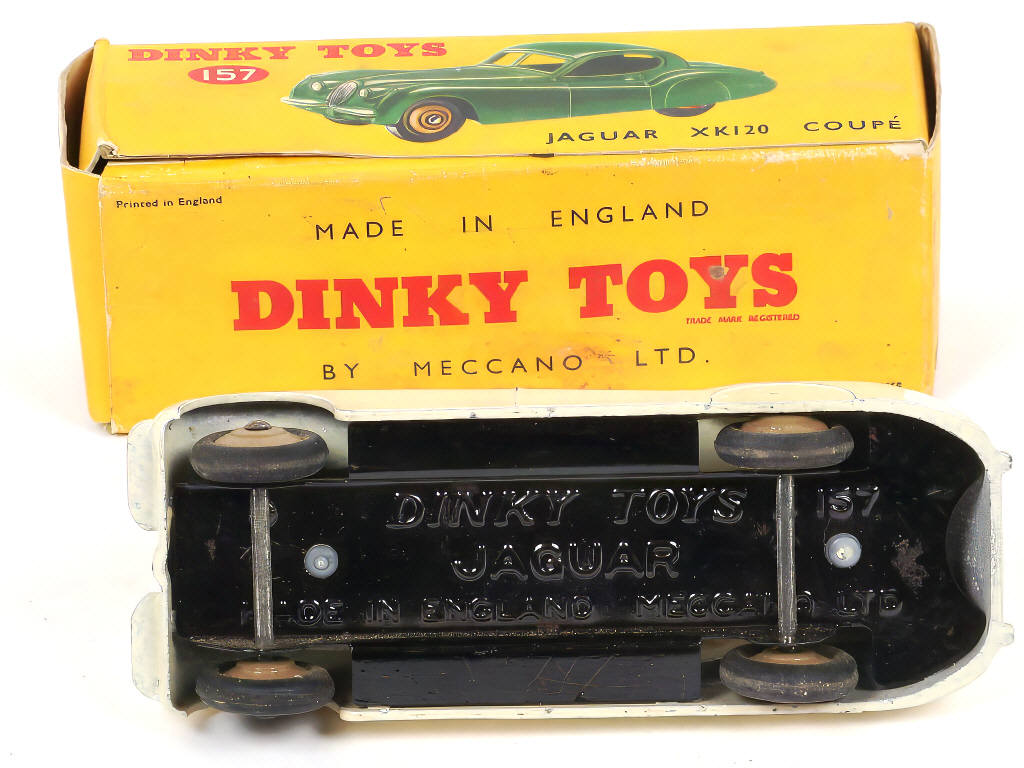 DINKY TOYS
157
JAGUAR XK120 COUPÉ
Printed in England
MADE IN ENGLAND
DINKY TOYS
TRADE MARK REGISTERED
BY MECCANO LTD.
DINKY TOYS 157
JAGUAR
MADE IN ENGLAND MECCANO LTD